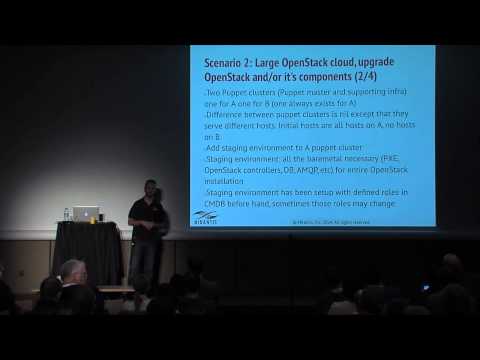 Scenario 2: Large OpenStack cloud, upgrade
OpenStack and/or it's components (2/4)
-Two Puppet clusters (Puppet master and supporting infra)
one for A one for B (one always exists for A)
-Difference between puppet clusters is nil except that they
serve different hosts. Initial hosts are all hosts on A, no hosts
on B.
-Add staging environment to A puppet cluster
-Staging environment: all the baremetal necessary (PXE,
OpenStack controllers, DB, AMQP, etc) for entire OpenStack
installation
-Staging environment has been setup with defined roles in
CMDB before hand, sometimes those roles may change
MIRANTIS
© Mirantis, Inc. 2014. All rights reserved